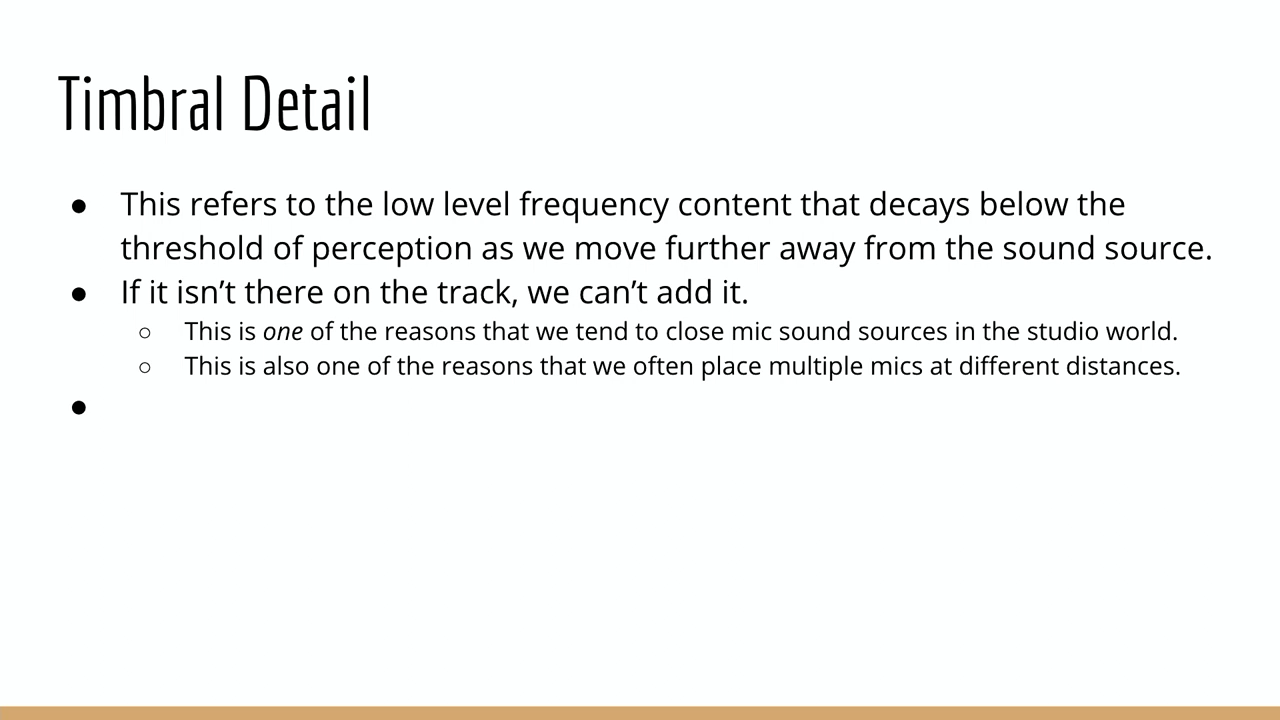 Timbral Detail
● This refers to the low level frequency content that decays below the
threshold of perception as we move further away from the sound source.
● If it isn’t there on the track, we can’t add it.
○ This is one of the reasons that we tend to close mic sound sources in the studio world.
○ This is also one of the reasons that we often place multiple mics at different distances.
●